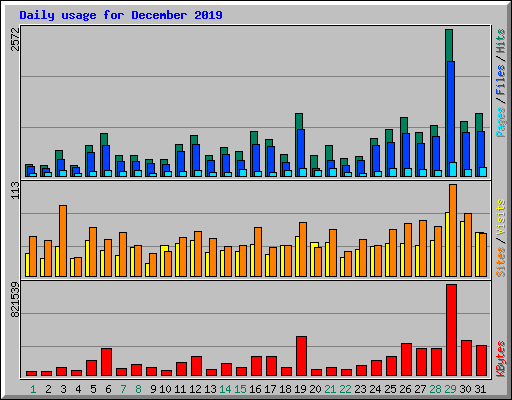 Daily usage for December 2019
2572
Pages / Files / Hits
113
Sites / Visits
821539
KBytes
1 2 3 4 5 6 7 8 9 10 11 12 13 14 15 16 17 18 19 20 21 22 23 24 25 26 27 28 29 30 31